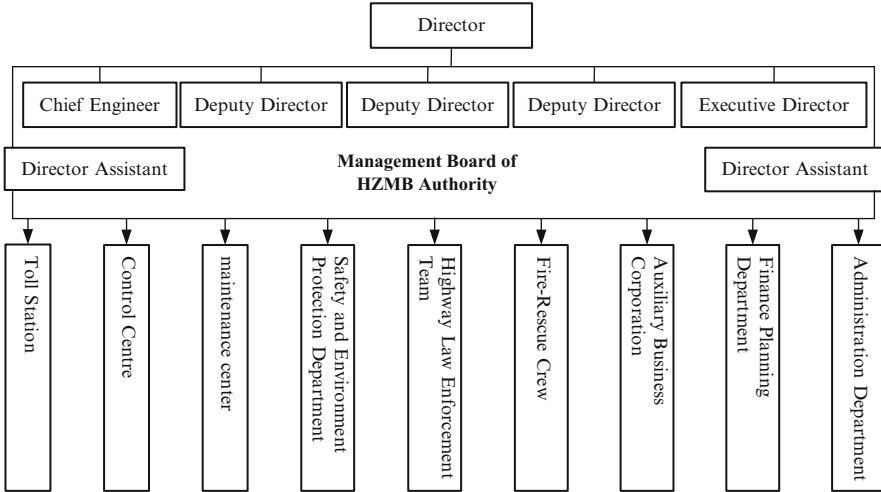 Director
Chief Engineer
Deputy Director
Deputy Director
Deputy Director
Executive Director
Director Assistant
Management Board of
HZMB Authority
Director Assistant
Toll Station
Control Centre
maintenance center
Safety and Environment
Protection Department
Highway Law Enforcement
Team
Fire-Rescue Crew
Auxiliary Business
Corporation
Finance Planning
Department
Administration Department